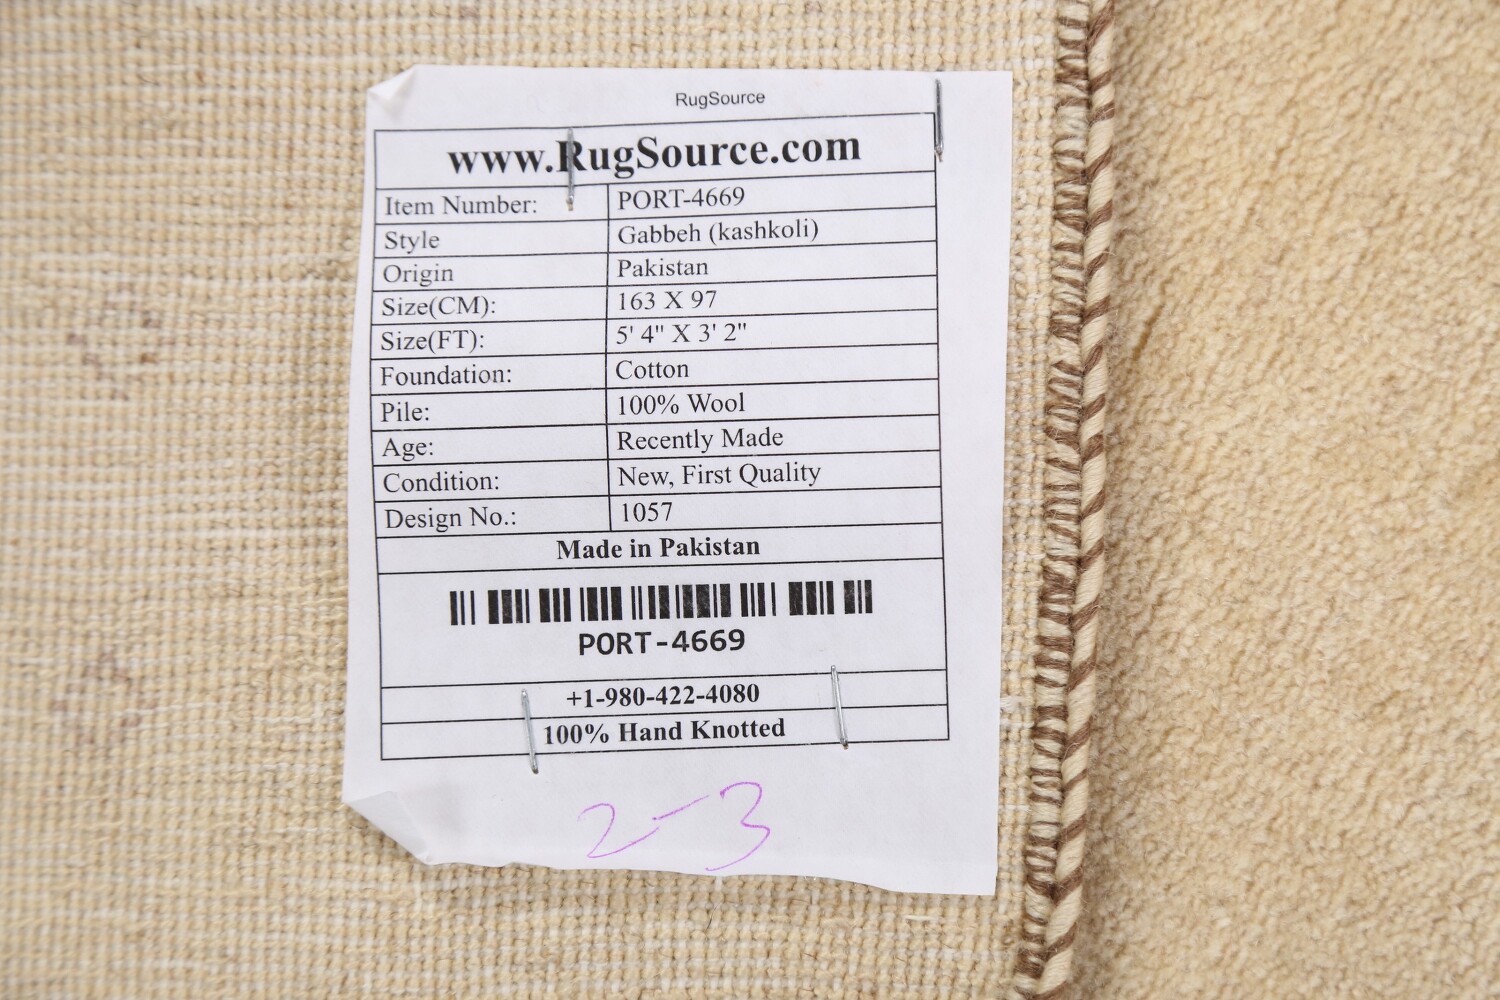 RugSource
www.RugSource.com
Item Number: PORT-4669
Style Gabbeh (kashkoli)
Origin Pakistan
Size(CM): 163 X 97
Size(FT): 5' 4" X 3' 2"
Foundation: Cotton
Pile: 100% Wool
Age: Recently Made
Condition: New, First Quality
Design No.: 1057
Made in Pakistan
PORT-4669
+1-980-422-4080
100% Hand Knotted
2-3